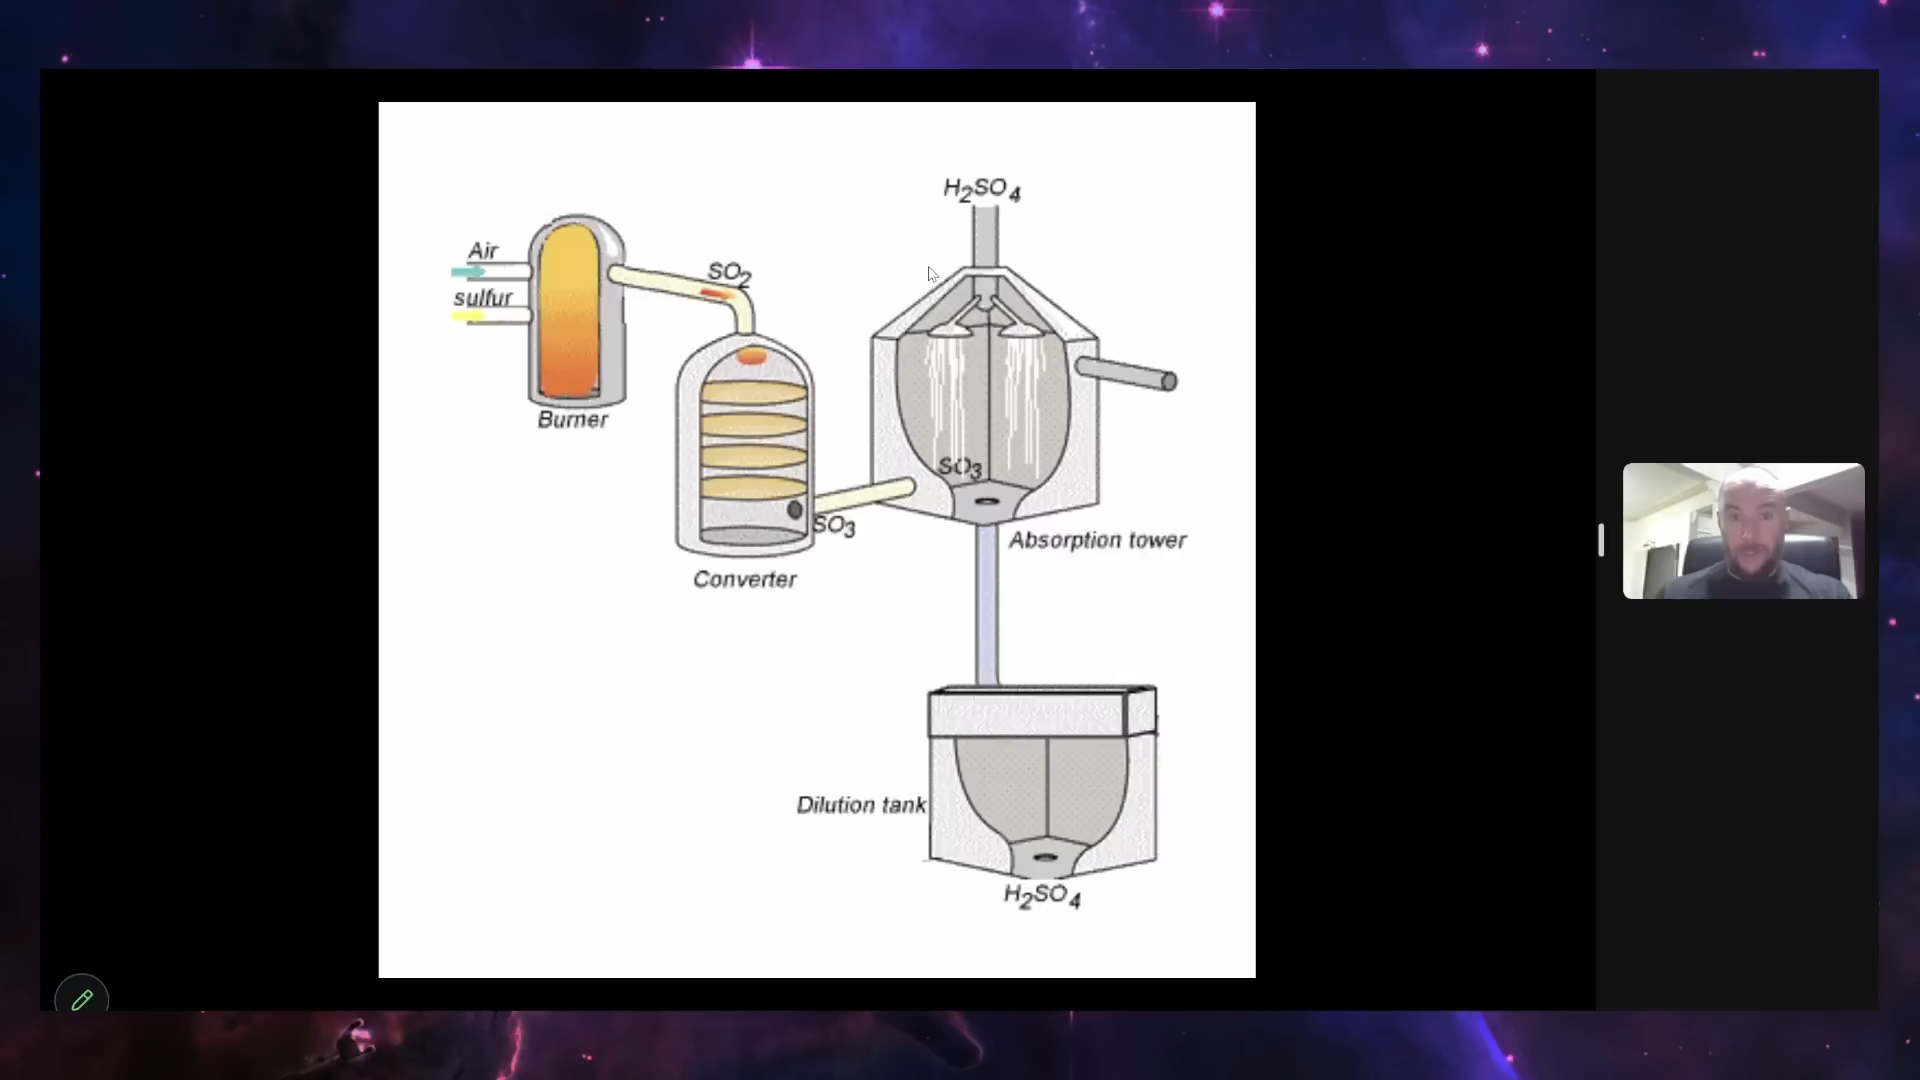 H₂SO₄
Air
SO₂
sulfur
Burner
SO₃
SO₃
Absorption tower
Converter
Dilution tank
H₂SO₄